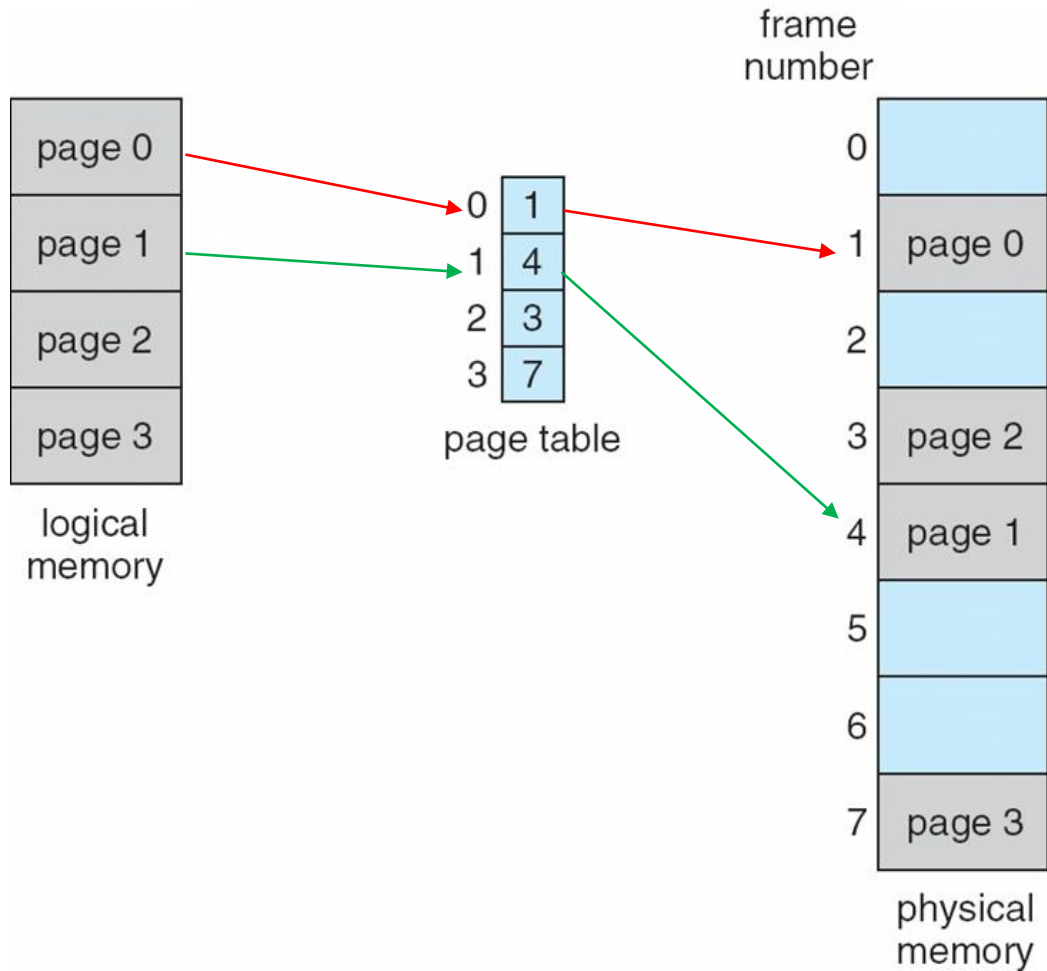 frame
number
page 0
page 1
page 2
page 3
logical
memory
0 1
1 4
2 3
3 7
page table
0
1 page 0
2
3 page 2
4 page 1
5
6
7 page 3
physical
memory